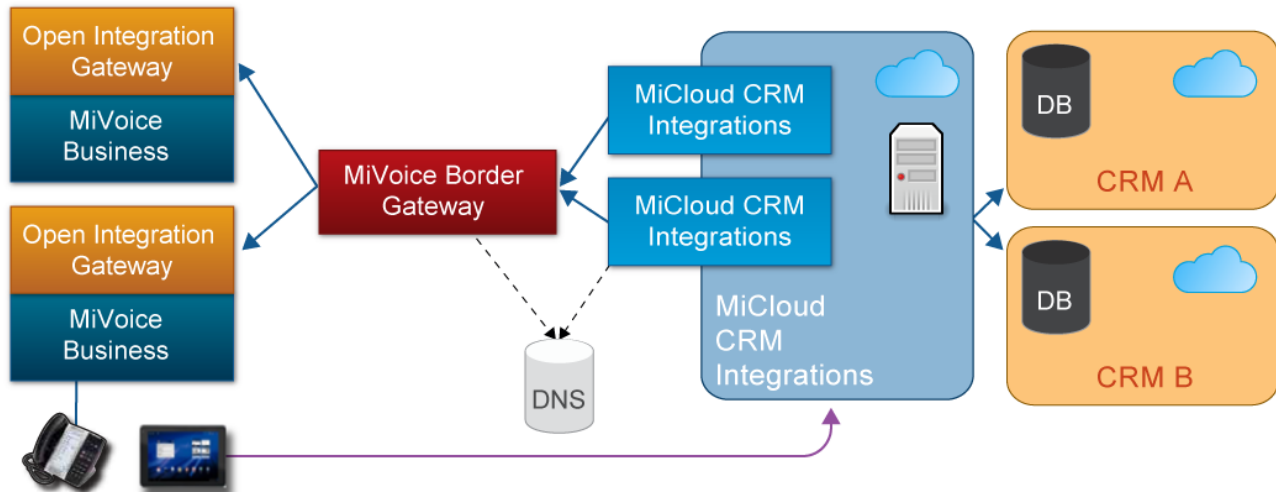 Open Integration
Gateway
MiVoice
Business
Open Integration
Gateway
MiVoice
Business
MiVoice Border
Gateway
DNS
MiCloud CRM
Integrations
MiCloud CRM
Integrations
MiCloud
CRM
Integrations
DB
CRM A
DB
CRM B